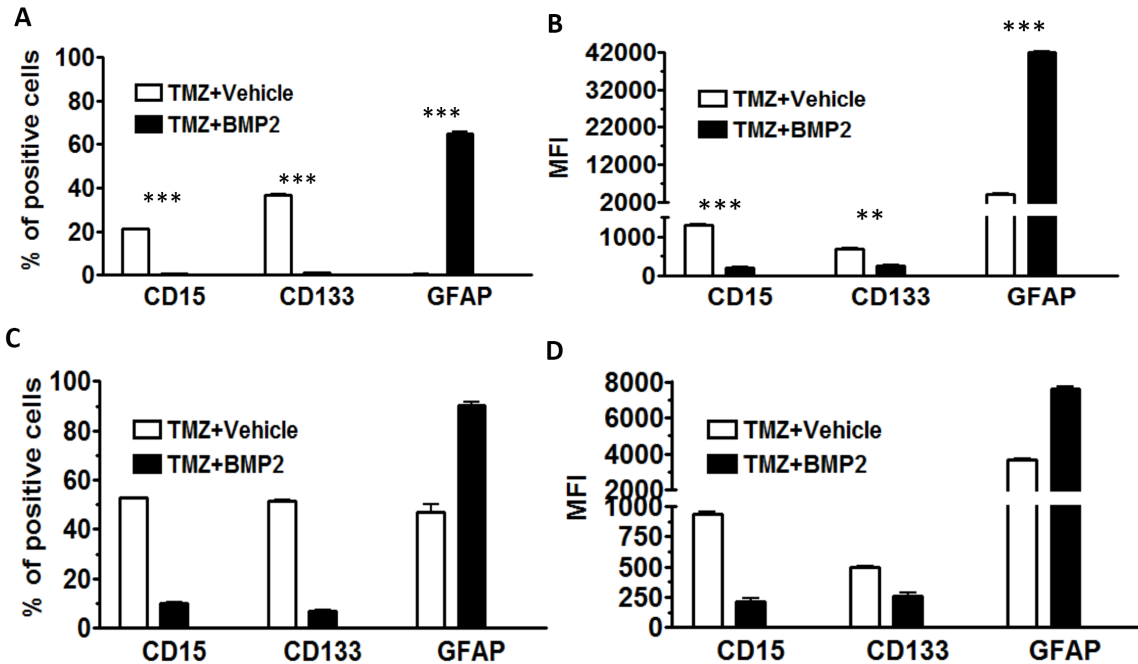 A
% of positive cells
100
80
60
40
20
0
TMZ+Vehicle
TMZ+BMP2
***
***
***
CD15 CD133 GFAP
B
MFI
42000
32000
22000
12000
2000
1000
0
TMZ+Vehicle
TMZ+BMP2
***
**
***
CD15 CD133 GFAP
C
% of positive cells
100
80
60
40
20
0
TMZ+Vehicle
TMZ+BMP2
CD15 CD133 GFAP
D
MFI
8000
6000
4000
2000
1000
750
500
250
0
TMZ+Vehicle
TMZ+BMP2
CD15 CD133 GFAP